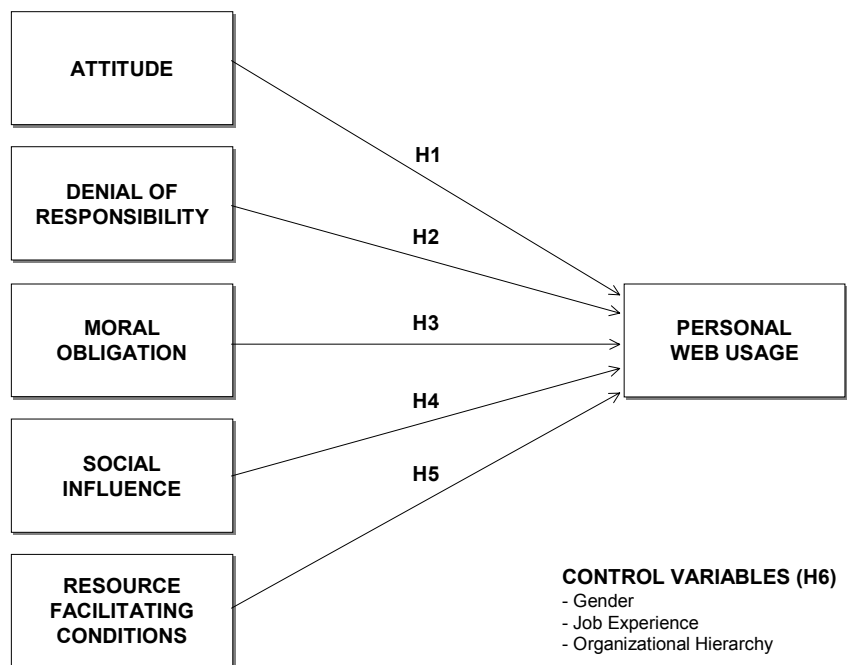 ATTITUDE
H1
DENIAL OF
RESPONSIBILITY
H2
MORAL
OBLIGATION
H3
PERSONAL
WEB USAGE
H4
SOCIAL
INFLUENCE
H5
RESOURCE
FACILITATING
CONDITIONS
CONTROL VARIABLES (H6)
- Gender
- Job Experience
- Organizational Hierarchy